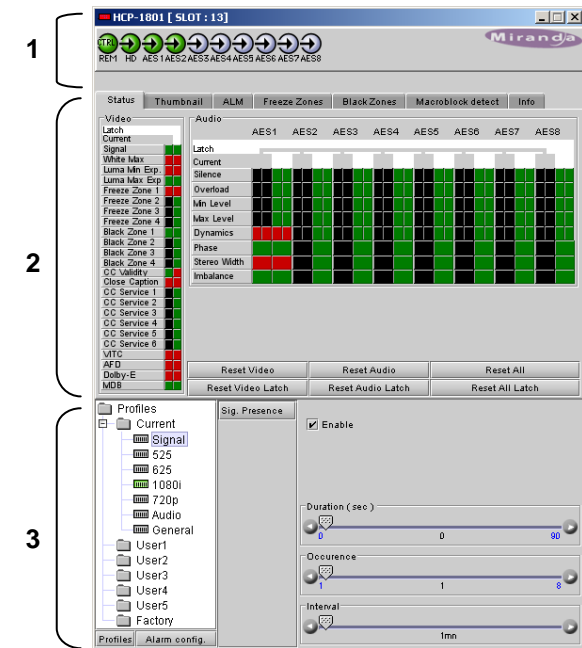 HCP-1801 [ SLOT : 13]
1
CTRL
REM HD AES1 AES2 AES3 AES4 AES5 AES6 AES7 AES8
Miranda
Status Thumbnail ALM Freeze Zones Black Zones Macroblock detect Info
2
Video
Latch
Current
Signal
White Max
Luma Min Exp.
Luma Max Exp
Freeze Zone 1
Freeze Zone 2
Freeze Zone 3
Freeze Zone 4
Black Zone 1
Black Zone 2
Black Zone 3
Black Zone 4
CC Validity
Close Caption
CC Service 1
CC Service 2
CC Service 3
CC Service 4
CC Service 5
CC Service 6
VITC
AFD
Dolby-E
MDB
Audio
AES1 AES2 AES3 AES4 AES5 AES6 AES7 AES8
Latch
Current
Silence
Overload
Min Level
Max Level
Dynamics
Phase
Stereo Width
Imbalance
Reset Video Reset Audio Reset All
Reset Video Latch Reset Audio Latch Reset All Latch
3
Profiles
Current
Signal
525
625
1080i
720p
Audio
General
User1
User2
User3
User4
User5
Factory
Profiles Alarm config.
Sig. Presence
Enable
Duration ( sec )
0 0 90
Occurence
1 1 8
Interval
1mn